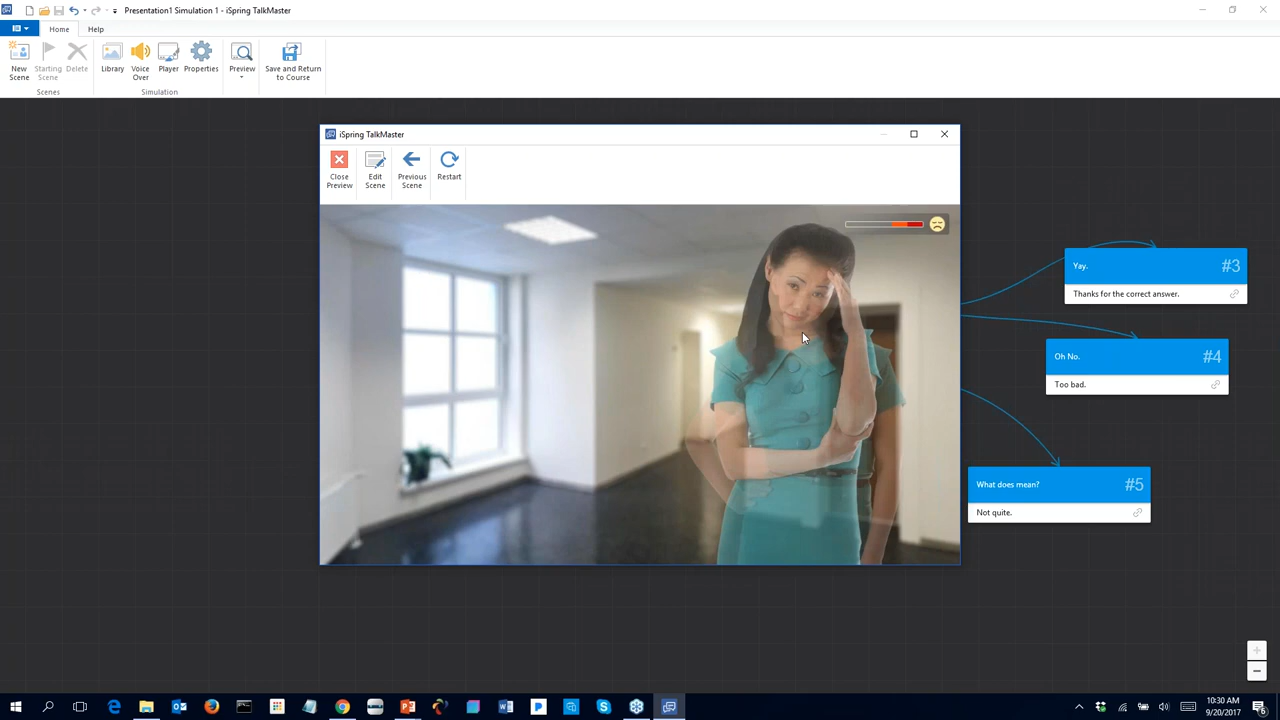 Presentation1 Simulation 1 - iSpring TalkMaster
Home
Help
New Scene
Starting Scene
Delete
Library
Voice Over
Player
Properties
Preview
Save and Return to Course
Scenes
Simulation
iSpring TalkMaster
Close Preview
Edit Scene
Previous Scene
Restart
Yay. #3
Thanks for the correct answer.
Oh No. #4
Too bad.
What does mean? #5
Not quite.
10:30 AM
9/20/2017